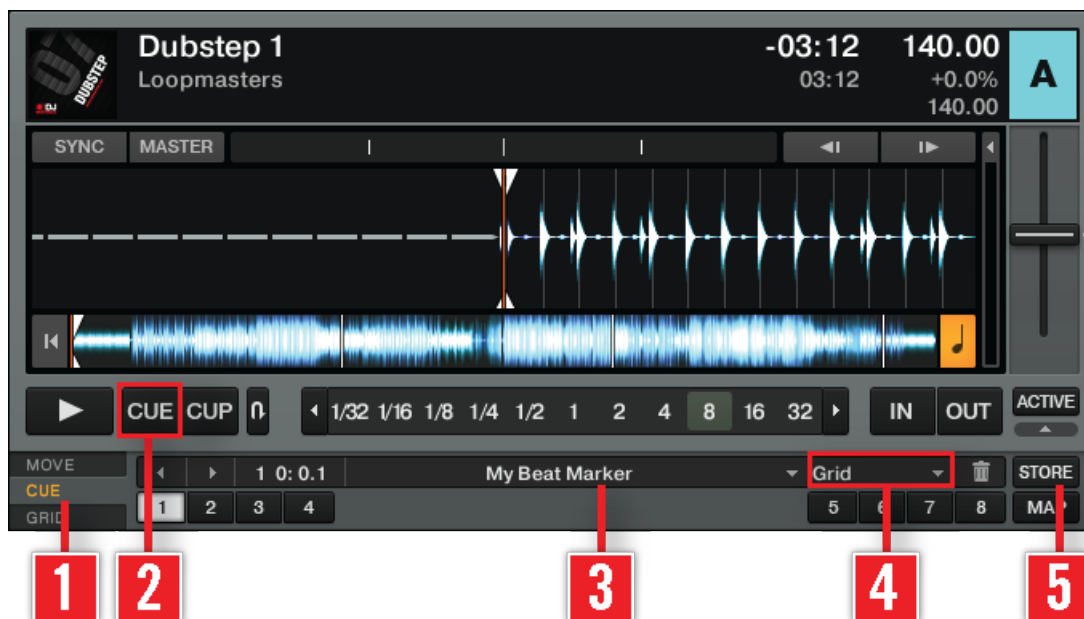 DUBSTEP
DJ
Dubstep 1
Loopmasters
-03:12
03:12
140.00
+0.0%
140.00
A
SYNC MASTER
CUE CUP
1/32 1/16 1/8 1/4 1/2 1 2 4 8 16 32
IN OUT
ACTIVE
MOVE
CUE
GRID
1 0: 0.1
My Beat Marker
Grid
STORE
1 2 3 4
5 6 7 8
MAP
1 2 3 4 5